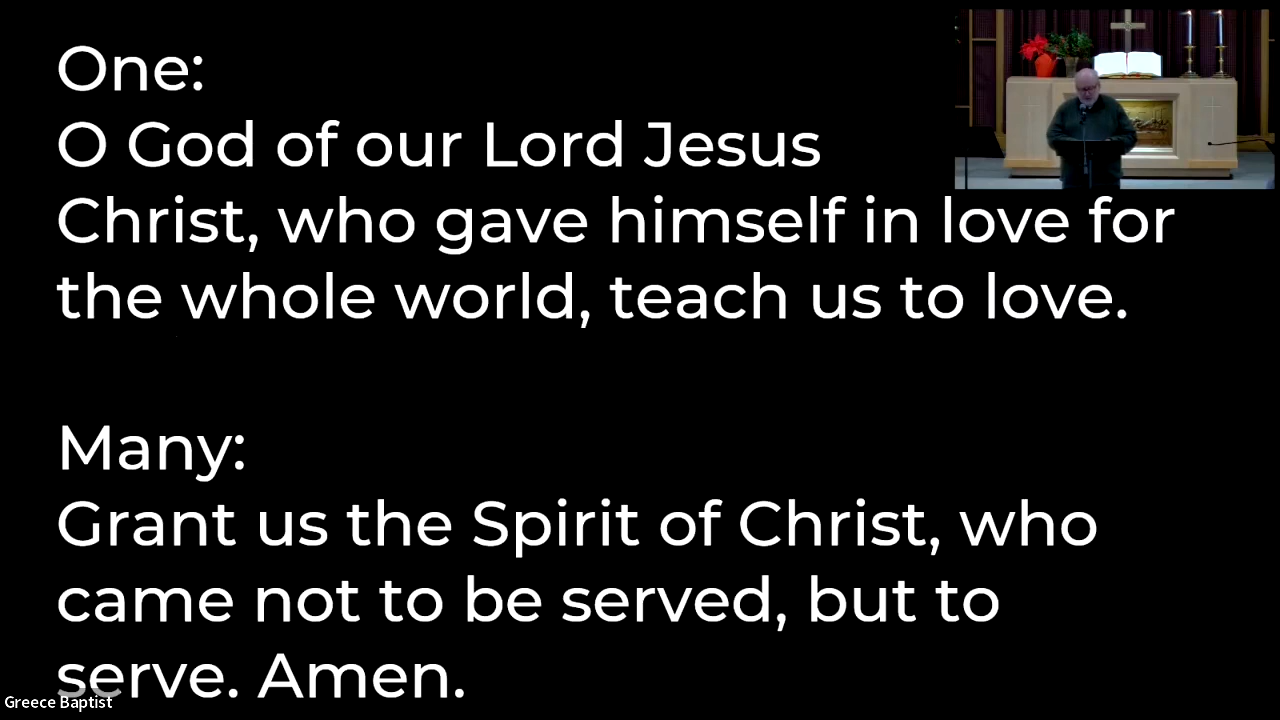 One:
O God of our Lord Jesus
Christ, who gave himself in love for
the whole world, teach us to love.
Many:
Grant us the Spirit of Christ, who
came not to be served, but to
serve. Amen.
Greece Baptist